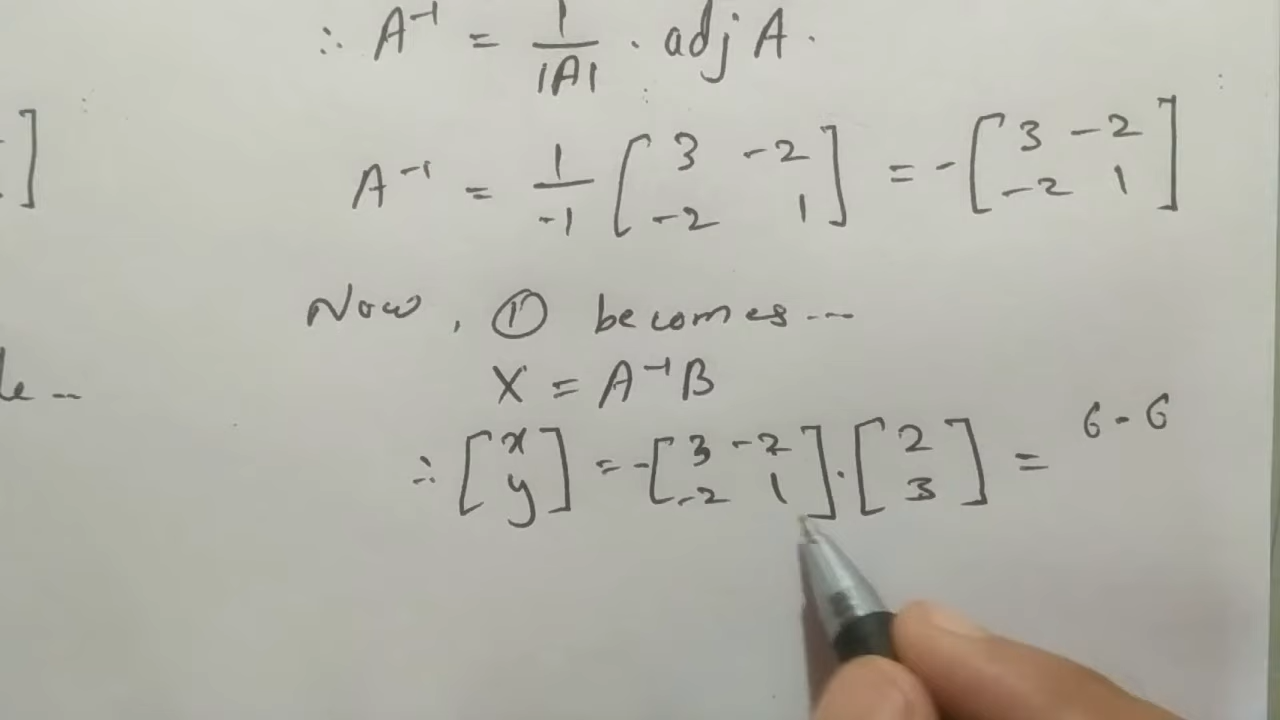 ∴ A⁻¹ = 1/|A| · adj A.
A⁻¹ = 1/-1 [3 -2; -2 1] = -[3 -2; -2 1]
Now, ① becomes...
X = A⁻¹B
∴ [x; y] = -[3 -2; -2 1] · [2; 3] = 6 - 6